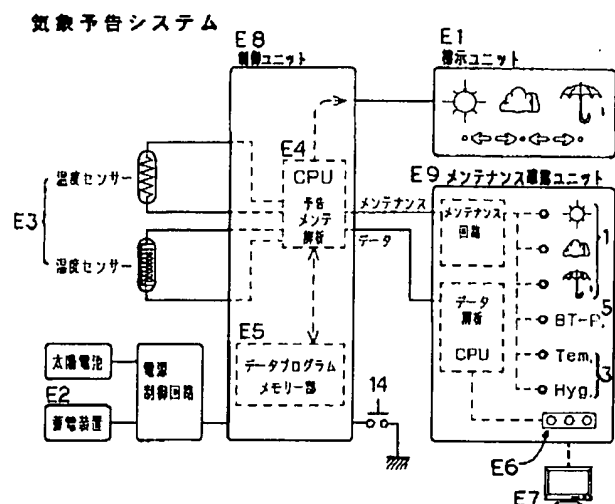 気象予告システム
E8
制御ユニット
E1
標示ユニット
E4
CPU
予告
メンテ
解析
E3
温度センサー
湿度センサー
メンテナンス
データ
E9 メンテナンス確認ユニット
メンテナンス
回路
データ
解析
CPU
1
5
BT-P.
Tem.
3
Hyg.
E5
データプログラム
メモリー部
太陽電池
E2
蓄電装置
電源
制御回路
14
E6
E7